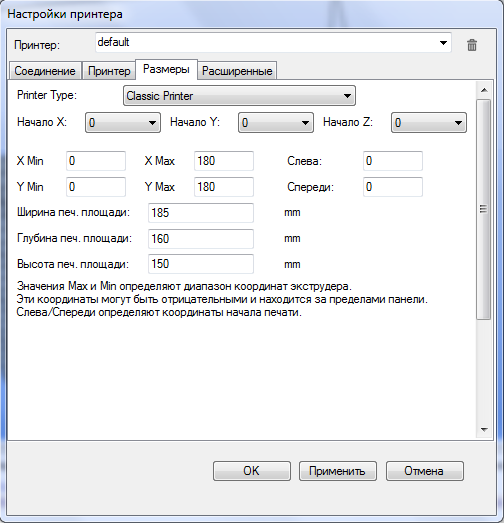 Настройки принтера
Принтер: default
Соединение Принтер Размеры Расширенные
Printer Type: Classic Printer
Начало X: 0 Начало Y: 0 Начало Z: 0
X Min 0 X Max 180 Слева: 0
Y Min 0 Y Max 180 Спереди: 0
Ширина печ. площади: 185 mm
Глубина печ. площади: 160 mm
Высота печ. площади: 150 mm
Значения Max и Min определяют диапазон координат экструдера.
Эти координаты могут быть отрицательными и находится за пределами панели.
Слева/Спереди определяют координаты начала печати.
OK Применить Отмена